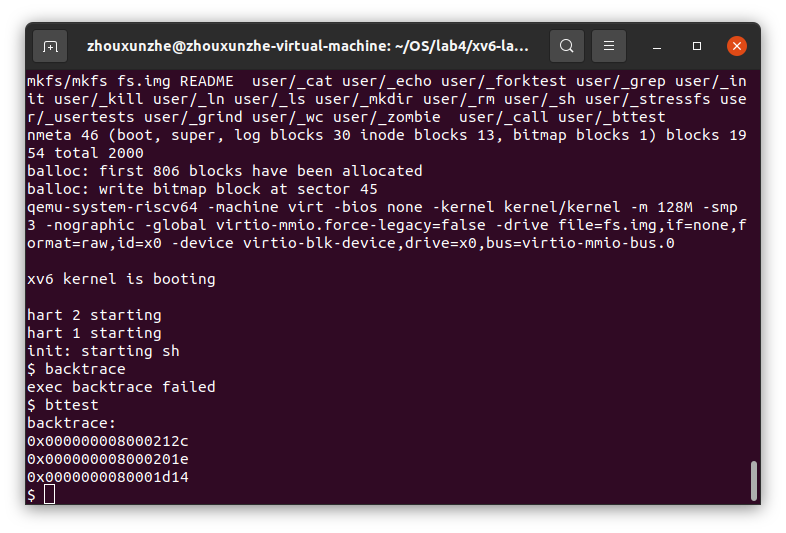 zhouxunzhe@zhouxunzhe-virtual-machine: ~/OS/lab4/xv6-la...
mkfs/mkfs fs.img README  user/_cat user/_echo user/_forktest user/_grep user/_in
it user/_kill user/_ln user/_ls user/_mkdir user/_rm user/_sh user/_stressfs use
r/_usertests user/_grind user/_wc user/_zombie  user/_call user/_bttest
nmeta 46 (boot, super, log blocks 30 inode blocks 13, bitmap blocks 1) blocks 19
54 total 2000
balloc: first 806 blocks have been allocated
balloc: write bitmap block at sector 45
qemu-system-riscv64 -machine virt -bios none -kernel kernel/kernel -m 128M -smp
3 -nographic -global virtio-mmio.force-legacy=false -drive file=fs.img,if=none,f
ormat=raw,id=x0 -device virtio-blk-device,drive=x0,bus=virtio-mmio-bus.0
xv6 kernel is booting
hart 2 starting
hart 1 starting
init: starting sh
$ backtrace
exec backtrace failed
$ bttest
backtrace:
0x000000008000212c
0x000000008000201e
0x0000000080001d14
$